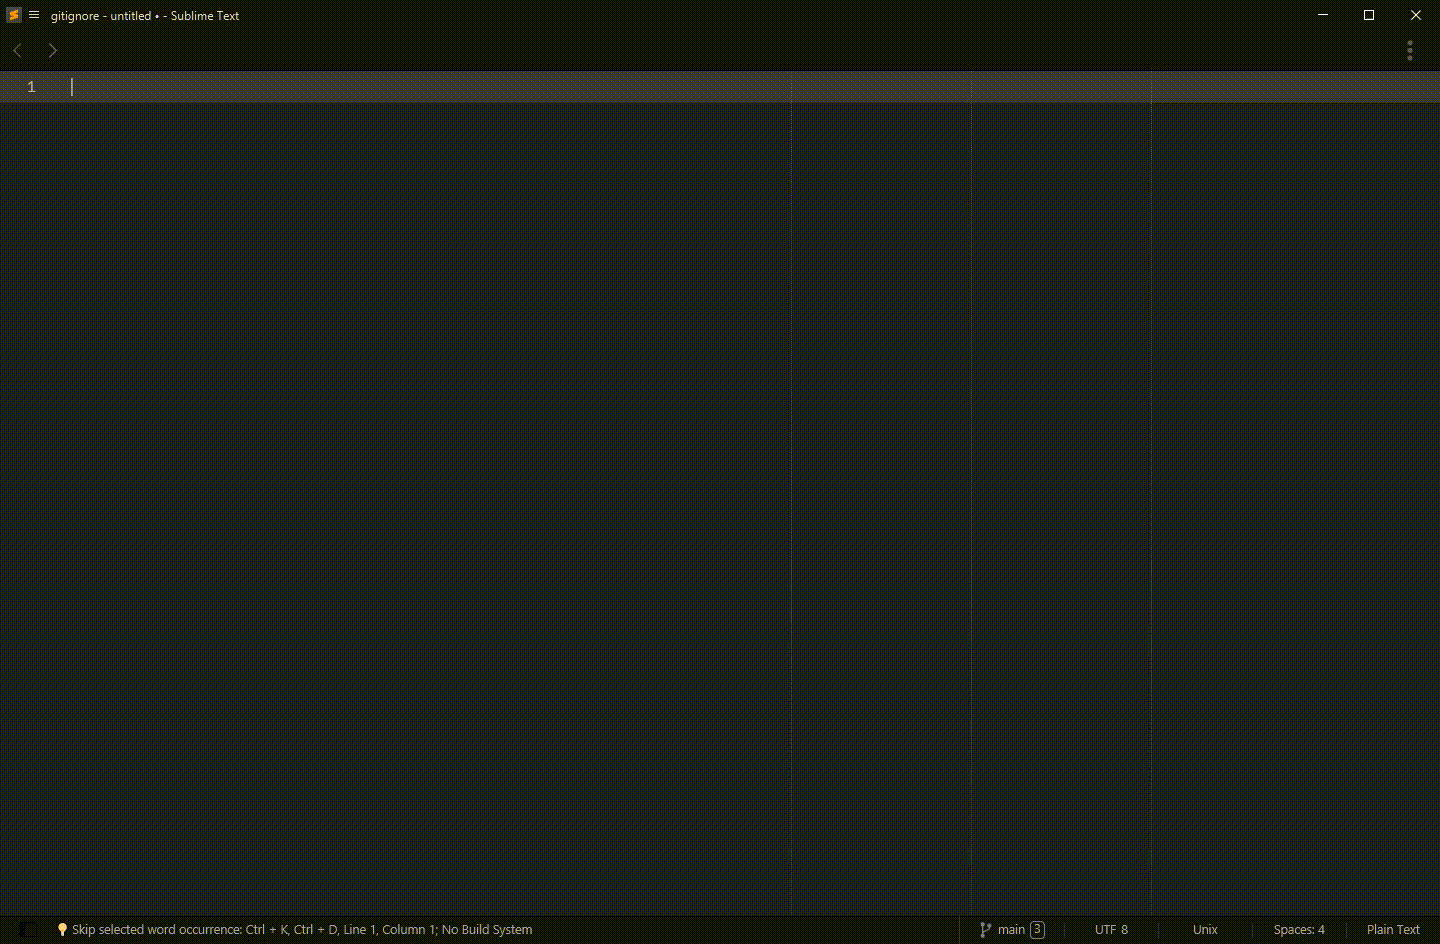 gitignore - untitled • - Sublime Text
1
Skip selected word occurrence: Ctrl + K, Ctrl + D, Line 1, Column 1; No Build System
main 3
UTF 8
Unix
Spaces: 4
Plain Text